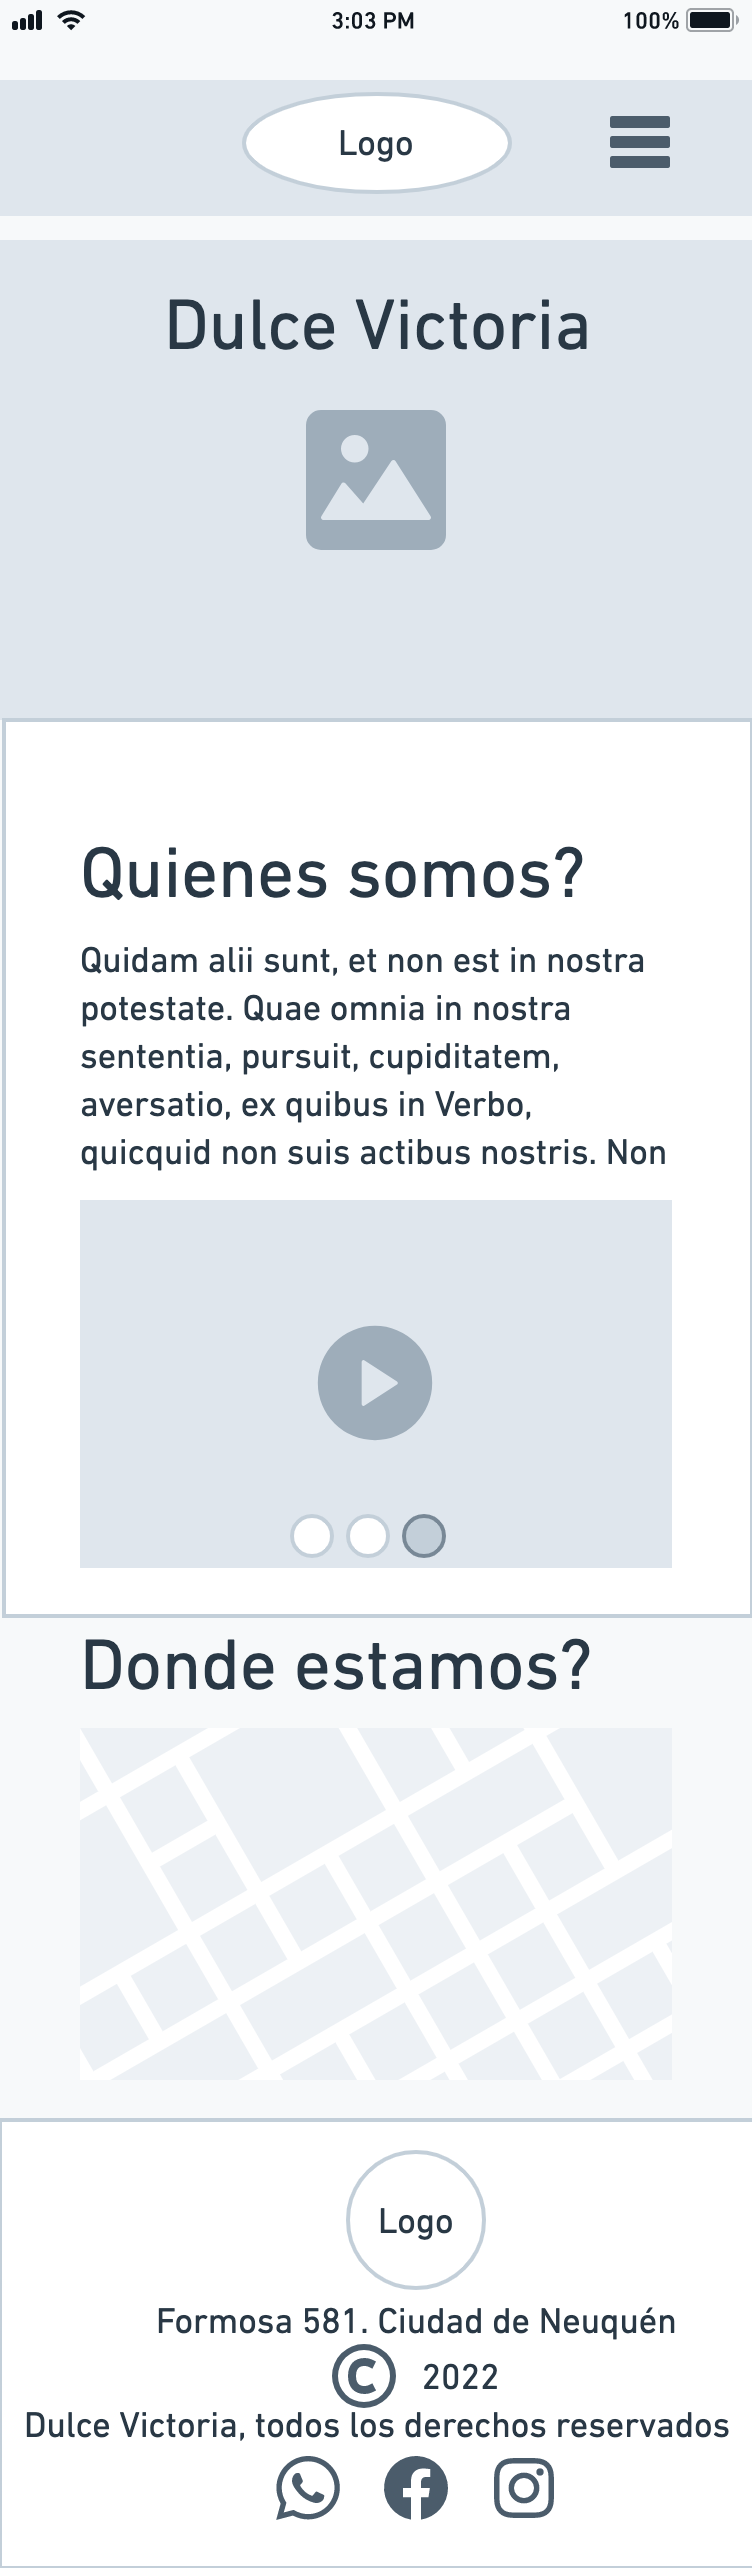 3:03 PM
100%
Logo
Dulce Victoria
Quienes somos?
Quidam alii sunt, et non est in nostra
potestate. Quae omnia in nostra
sententia, pursuit, cupiditatem,
aversatio, ex quibus in Verbo,
quicquid non suis actibus nostris. Non
Donde estamos?
Logo
Formosa 581. Ciudad de Neuquén
© 2022
Dulce Victoria, todos los derechos reservados